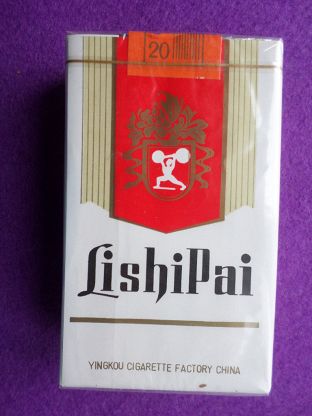 20
LishiPai
YINGKOU CIGARETTE FACTORY CHINA